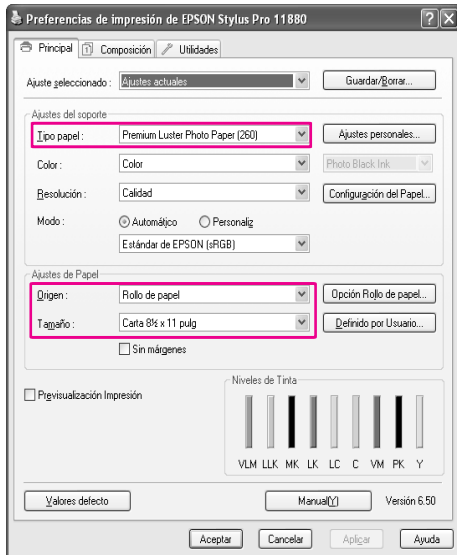 Preferencias de impresión de EPSON Stylus Pro 11880
Principal Composición Utilidades
Ajuste seleccionado : Ajustes actuales Guardar/Borrar...
Ajustes del soporte
Tipo papel : Premium Luster Photo Paper (260) Ajustes personales...
Color : Color Photo Black Ink
Resolución : Calidad Configuración del Papel...
Modo : Automático Personaliz
Estándar de EPSON (sRGB)
Ajustes de Papel
Origen : Rollo de papel Opción Rollo de papel...
Tamaño : Carta 8½ x 11 pulg Definido por Usuario...
Sin márgenes
Previsualización Impresión
Niveles de Tinta
VLM LLK MK LK LC C VM PK Y
Valores defecto Manual(Y) Versión 6.50
Aceptar Cancelar Aplicar Ayuda